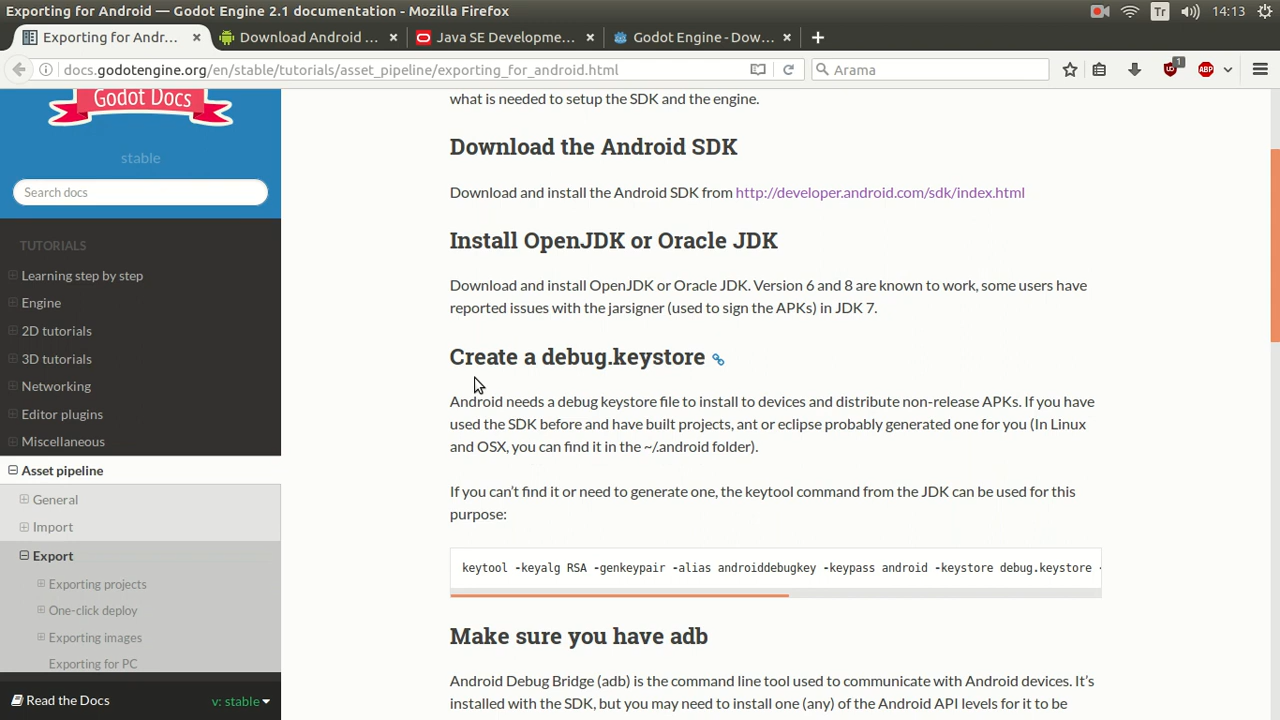 Exporting for Android — Godot Engine 2.1 documentation - Mozilla Firefox
Tr
14:13
Exporting for Andr...
Download Android ...
Java SE Developme...
Godot Engine - Dow...
docs.godotengine.org/en/stable/tutorials/asset_pipeline/exporting_for_android.html
Arama
1
ABP
Godot Docs
stable
Search docs
TUTORIALS
Learning step by step
Engine
2D tutorials
3D tutorials
Networking
Editor plugins
Miscellaneous
Asset pipeline
General
Import
Export
Exporting projects
One-click deploy
Exporting images
Exporting for PC
Read the Docs
v: stable
what is needed to setup the SDK and the engine.
Download the Android SDK
Download and install the Android SDK from http://developer.android.com/sdk/index.html
Install OpenJDK or Oracle JDK
Download and install OpenJDK or Oracle JDK. Version 6 and 8 are known to work, some users have
reported issues with the jarsigner (used to sign the APKs) in JDK 7.
Create a debug.keystore
Android needs a debug keystore file to install to devices and distribute non-release APKs. If you have
used the SDK before and have built projects, ant or eclipse probably generated one for you (In Linux
and OSX, you can find it in the ~/.android folder).
If you can’t find it or need to generate one, the keytool command from the JDK can be used for this
purpose:
keytool -keyalg RSA -genkeypair -alias androiddebugkey -keypass android -keystore debug.keystore -
Make sure you have adb
Android Debug Bridge (adb) is the command line tool used to communicate with Android devices. It’s
installed with the SDK, but you may need to install one (any) of the Android API levels for it to be